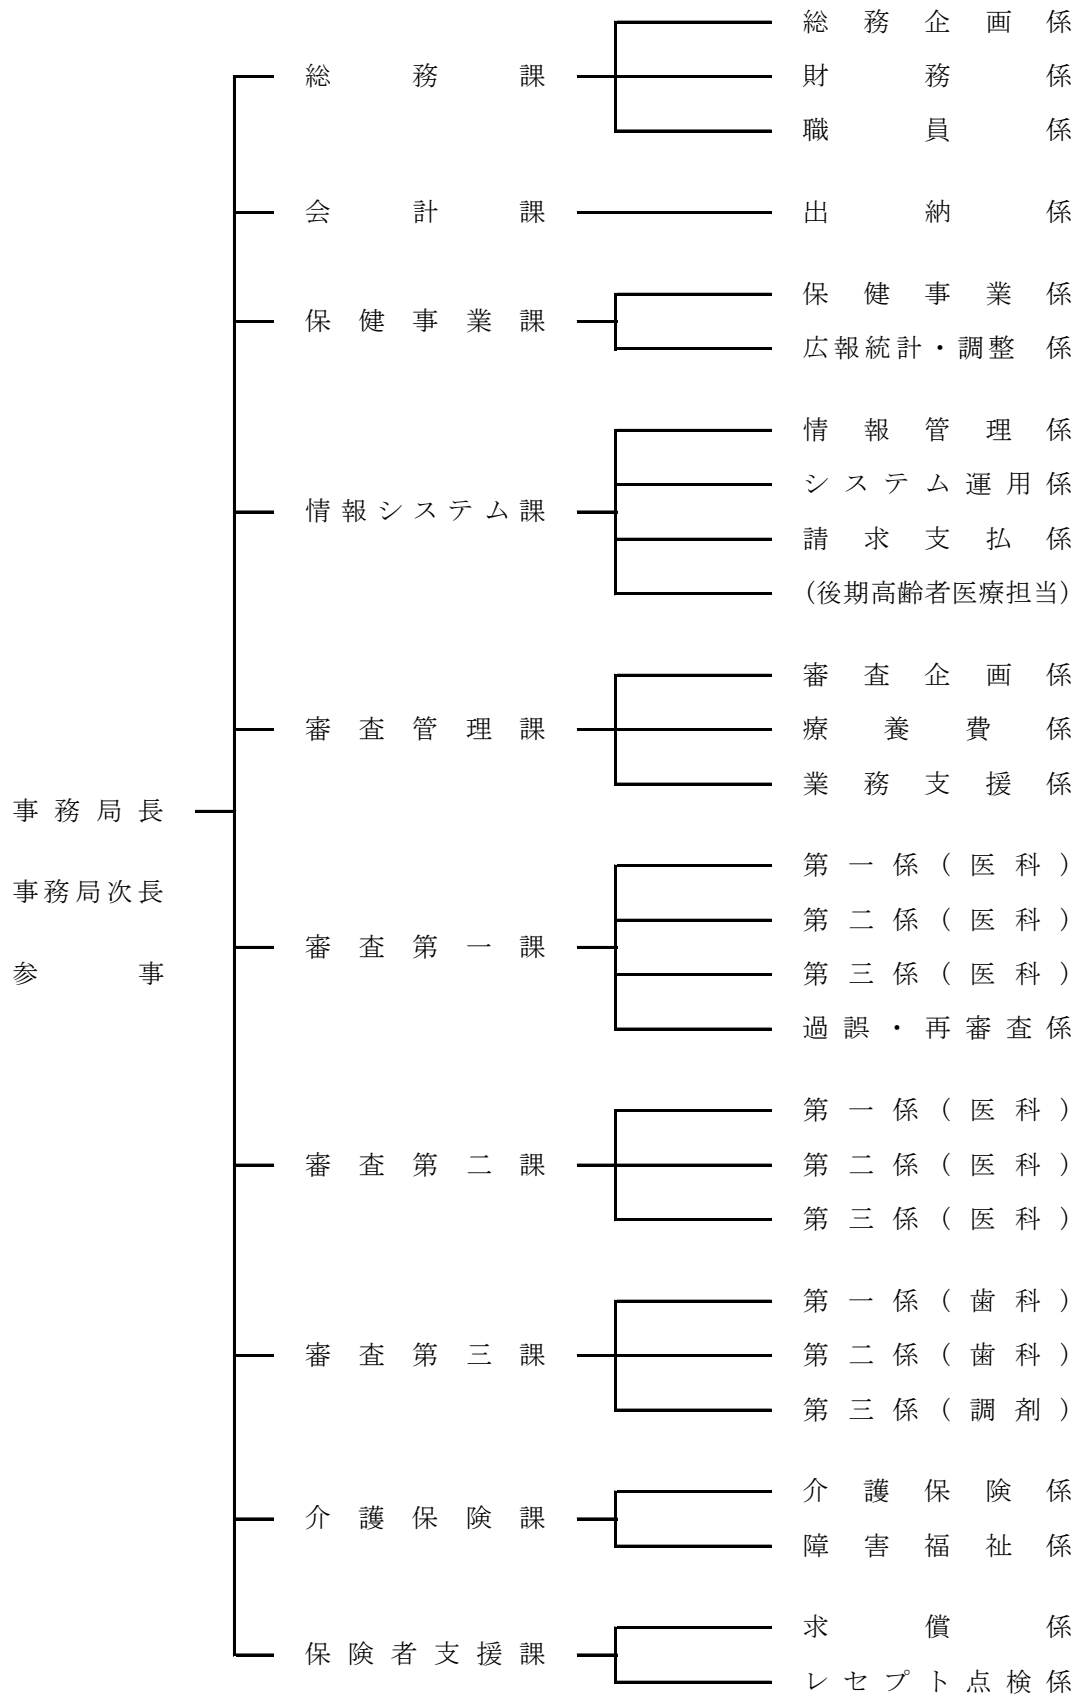 総務企画係
総務課
財務係
職員係
会計課
出納係
保健事業係
保健事業課
広報統計・調整 係
情報管理係
システム運用係
情報システム課
請求支払係
(後期高齢者医療担当)
審査企画係
審査管理課
療養費係
業務支援係
事務局長
第一係(医科)
事務局次長
第二係(医科)
審査第一課
参事
第三係(医科)
過誤・再審査係
第一係(医科)
審査第二課
第二係(医科)
第三係(医科)
第一係(歯科)
審査第三課
第二係(歯科)
第三係(調剤)
介護保険係
介護保険課
障害福祉係
求償係
保険者支援課
レセプト点検係